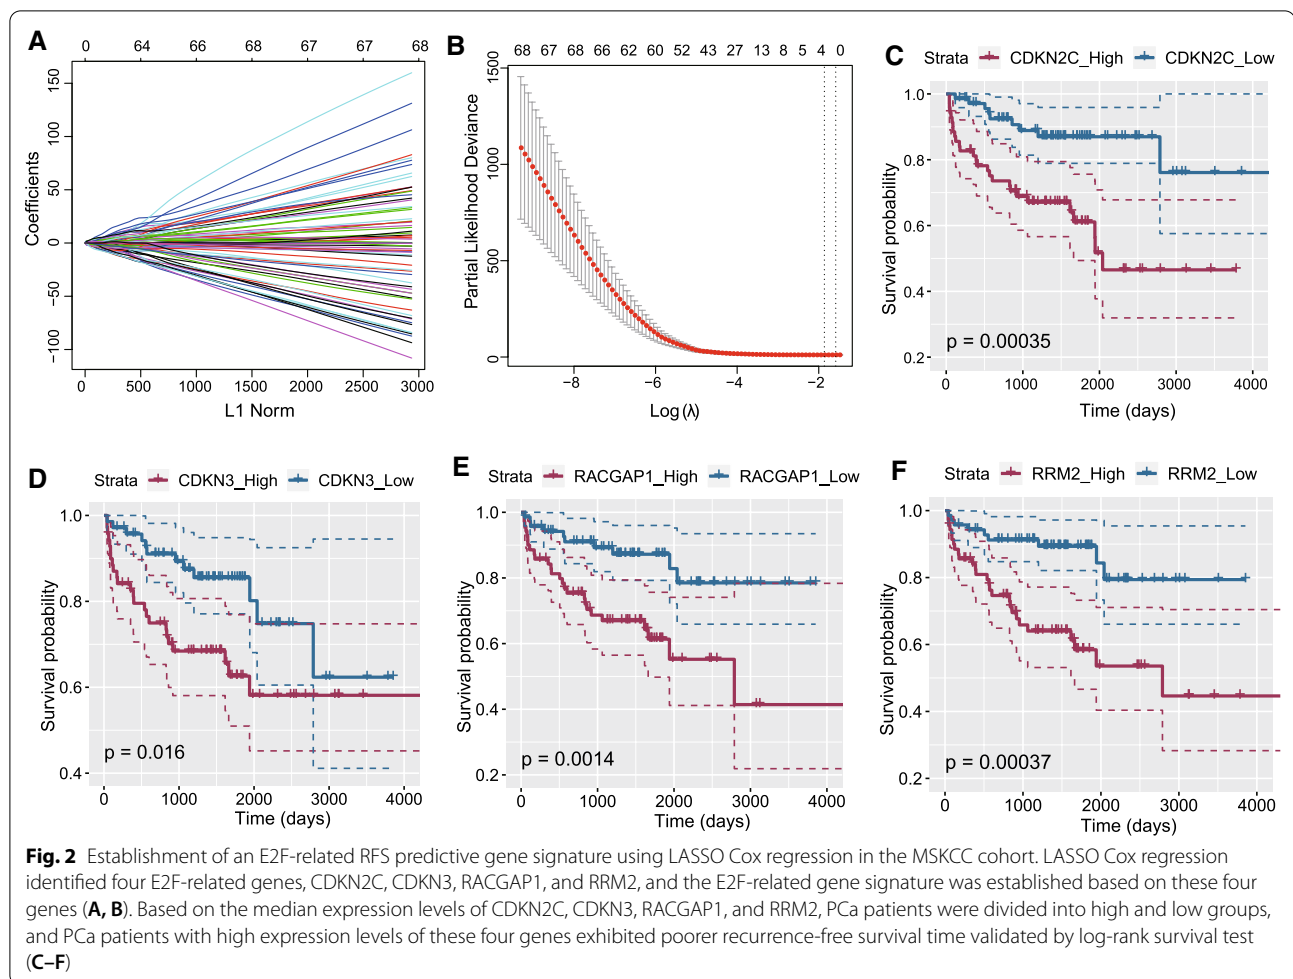 A
0 64 66 68 67 67 68
150
100
50
0
−50
−100
Coefficients
0 500 1000 1500 2000 2500 3000
L1 Norm
B
68 67 68 66 62 60 52 43 27 13 8 5 4 0
1500
1000
500
0
Partial Likelihood Deviance
−8 −6 −4 −2
Log (λ)
C
Strata CDKN2C_High CDKN2C_Low
1.0
0.8
0.6
0.4
0.2
Survival probability
p = 0.00035
0 1000 2000 3000 4000
Time (days)
D
Strata CDKN3_High CDKN3_Low
1.0
0.8
0.6
0.4
Survival probability
p = 0.016
0 1000 2000 3000 4000
Time (days)
E
Strata RACGAP1_High RACGAP1_Low
1.0
0.8
0.6
0.4
0.2
Survival probability
p = 0.0014
0 1000 2000 3000 4000
Time (days)
F
Strata RRM2_High RRM2_Low
1.0
0.8
0.6
0.4
0.2
Survival probability
p = 0.00037
0 1000 2000 3000 4000
Time (days)
Fig. 2 Establishment of an E2F-related RFS predictive gene signature using LASSO Cox regression in the MSKCC cohort. LASSO Cox regression
identified four E2F-related genes, CDKN2C, CDKN3, RACGAP1, and RRM2, and the E2F-related gene signature was established based on these four
genes (A, B). Based on the median expression levels of CDKN2C, CDKN3, RACGAP1, and RRM2, PCa patients were divided into high and low groups,
and PCa patients with high expression levels of these four genes exhibited poorer recurrence-free survival time validated by log-rank survival test
(C–F)